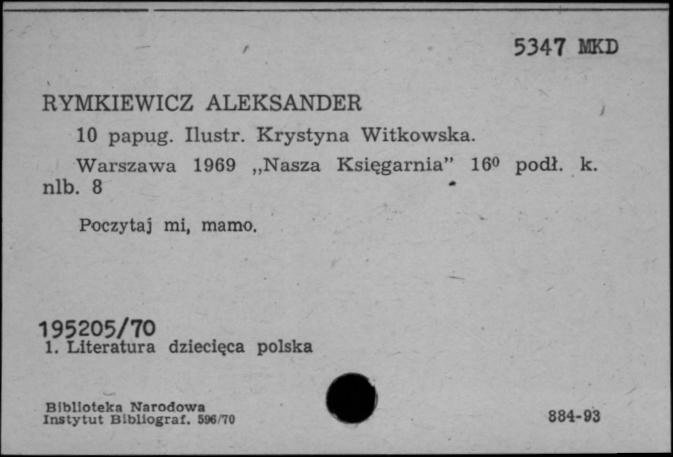 5347 MKD
RYMKIEWICZ ALEKSANDER
10 papug. Ilustr. Krystyna Witkowska.
Warszawa 1969 „Nasza Księgarnia” 16⁰ podł. k.
nlb. 8
Poczytaj mi, mamo.
195205/70
1. Literatura dziecięca polska
Biblioteka Narodowa
Instytut Bibliograf. 596/70
884-93